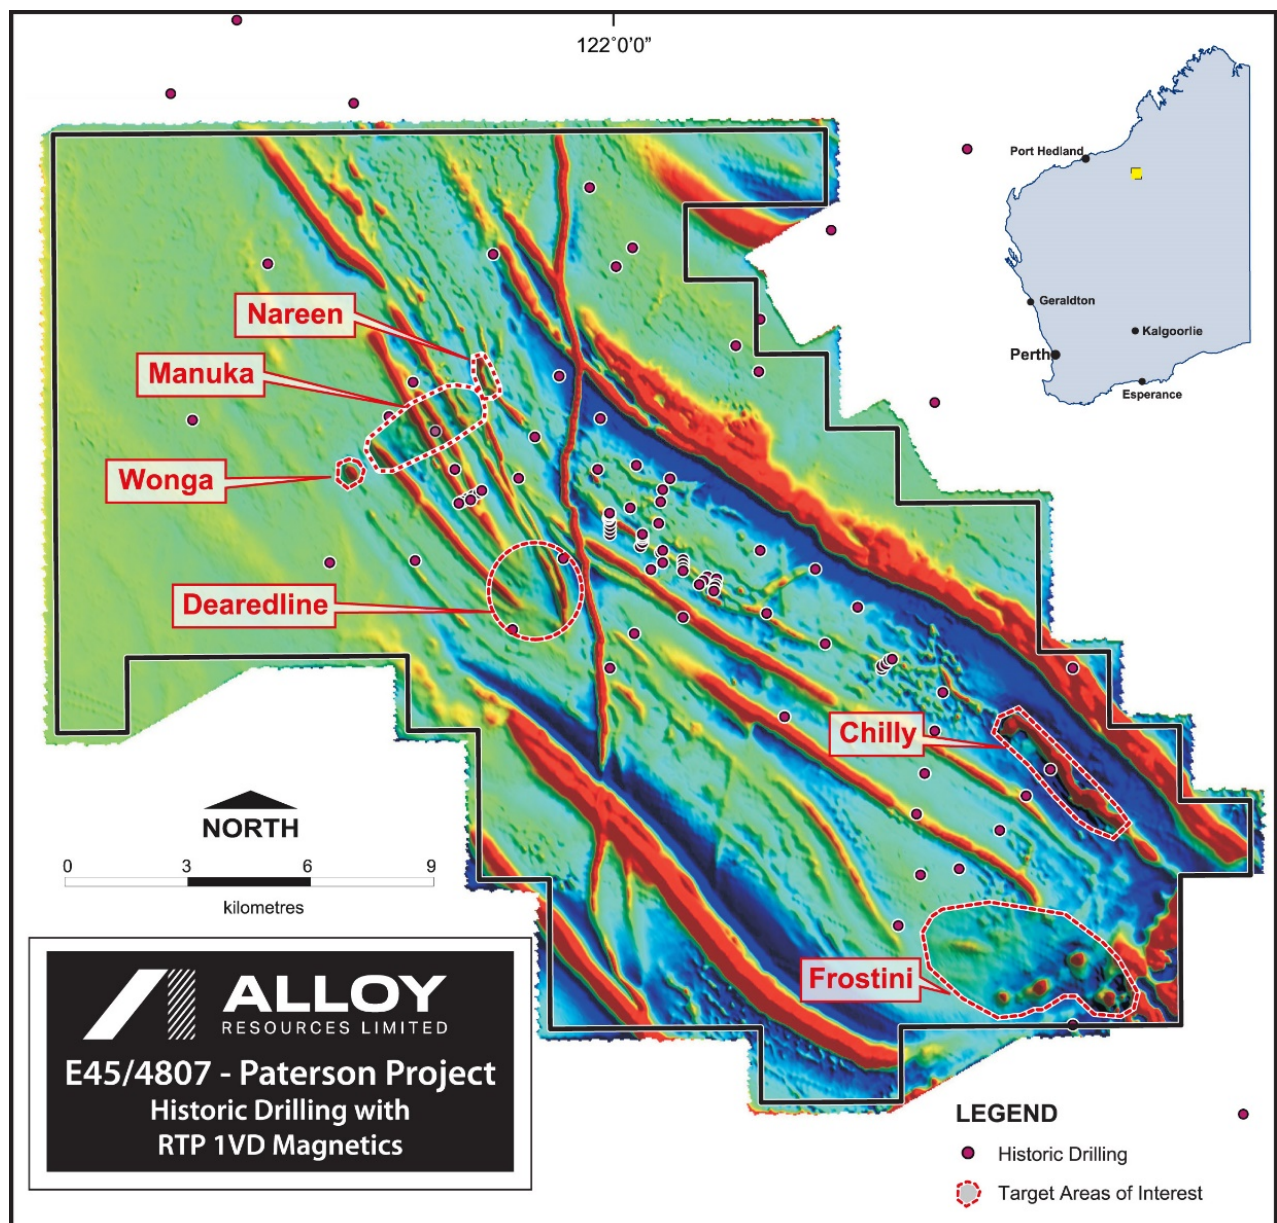 122°0'0"
Port Hedland
Geraldton
Kalgoorlie
Perth
Esperance
Nareen
Manuka
Wonga
Dearedline
Chilly
Frostini
NORTH
0 3 6 9
kilometres
ALLOY
RESOURCES LIMITED
E45/4807 - Paterson Project
Historic Drilling with
RTP 1VD Magnetics
LEGEND
Historic Drilling
Target Areas of Interest